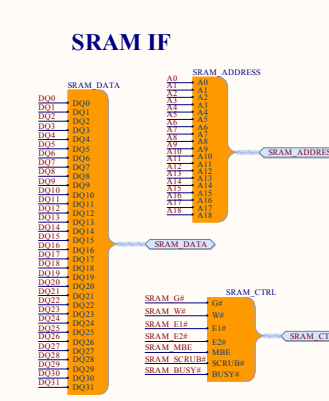 SRAM IF
SRAM_DATA
DQ0 DQ0
DQ1 DQ1
DQ2 DQ2
DQ3 DQ3
DQ4 DQ4
DQ5 DQ5
DQ6 DQ6
DQ7 DQ7
DQ8 DQ8
DQ9 DQ9
DQ10 DQ10
DQ11 DQ11
DQ12 DQ12
DQ13 DQ13
DQ14 DQ14
DQ15 DQ15
DQ16 DQ16
DQ17 DQ17
DQ18 DQ18
DQ19 DQ19
DQ20 DQ20
DQ21 DQ21
DQ22 DQ22
DQ23 DQ23
DQ24 DQ24
DQ25 DQ25
DQ26 DQ26
DQ27 DQ27
DQ28 DQ28
DQ29 DQ29
DQ30 DQ30
DQ31 DQ31
SRAM_DATA
SRAM_ADDRESS
A0 A0
A1 A1
A2 A2
A3 A3
A4 A4
A5 A5
A6 A6
A7 A7
A8 A8
A9 A9
A10 A10
A11 A11
A12 A12
A13 A13
A14 A14
A15 A15
A16 A16
A17 A17
A18 A18
SRAM_ADDRES
SRAM_CTRL
SRAM_G# G#
SRAM_W# W#
SRAM_E1# E1#
SRAM_E2# E2#
SRAM_MBE MBE
SRAM_SCRUB# SCRUB#
SRAM_BUSY# BUSY#
SRAM_CT